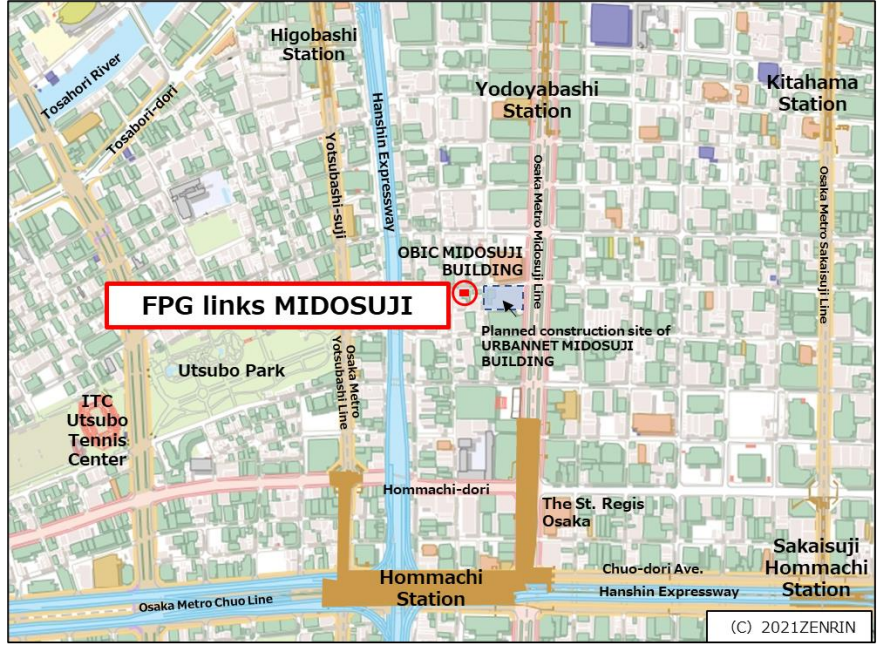 Higobashi
Station
Yodoyabashi
Station
Kitahama
Station
Tosahori River
Tosabori-dori
Hanshin Expressway
Yotsubashi-suji
Osaka Metro Midosuji Line
Osaka Metro Sakaisuji Line
OBIC MIDOSUJI
BUILDING
FPG links MIDOSUJI
Planned construction site of
URBANNET MIDOSUJI
BUILDING
Osaka Metro
Yotsubashi Line
Utsubo Park
ITC
Utsubo
Tennis
Center
Hommachi-dori
The St. Regis
Osaka
Sakaisuji
Hommachi
Station
Hommachi
Station
Chuo-dori Ave.
Hanshin Expressway
Osaka Metro Chuo Line
(C) 2021ZENRIN